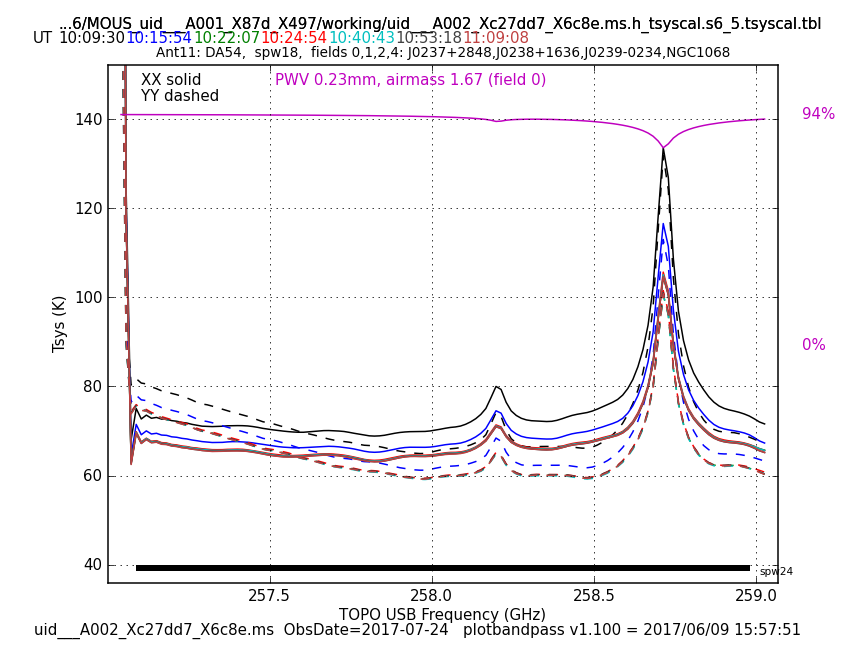 ...6/MOUS_uid___A001_X87d_X497/working/uid___A002_Xc27dd7_X6c8e.ms.h_tsyscal.s6_5.tsyscal.tbl
UT 10:09:30 10:15:54 10:22:07 10:24:54 10:40:43 10:53:18 11:09:08
Ant11: DA54, spw18, fields 0,1,2,4: J0237+2848,J0238+1636,J0239-0234,NGC1068
XX solid
PWV 0.23mm, airmass 1.67 (field 0)
YY dashed
94%
0%
140
120
100
80
60
40
Tsys (K)
spw24
257.5 258.0 258.5 259.0
TOPO USB Frequency (GHz)
uid___A002_Xc27dd7_X6c8e.ms ObsDate=2017-07-24 plotbandpass v1.100 = 2017/06/09 15:57:51